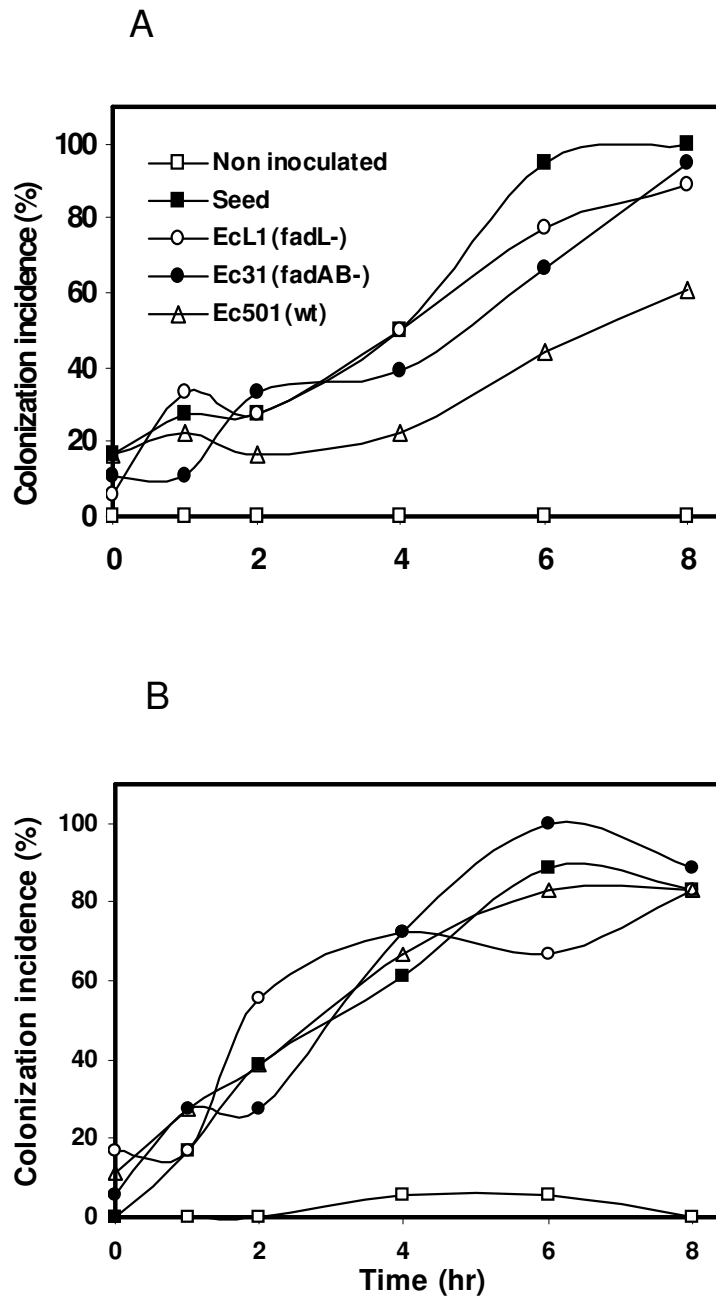 A
Colonization incidence (%)
100
80
60
40
20
0
Non inoculated
Seed
EcL1(fadL-)
Ec31(fadAB-)
Ec501(wt)
0 2 4 6 8
B
Colonization incidence (%)
100
80
60
40
20
0
0 2 4 6 8
Time (hr)